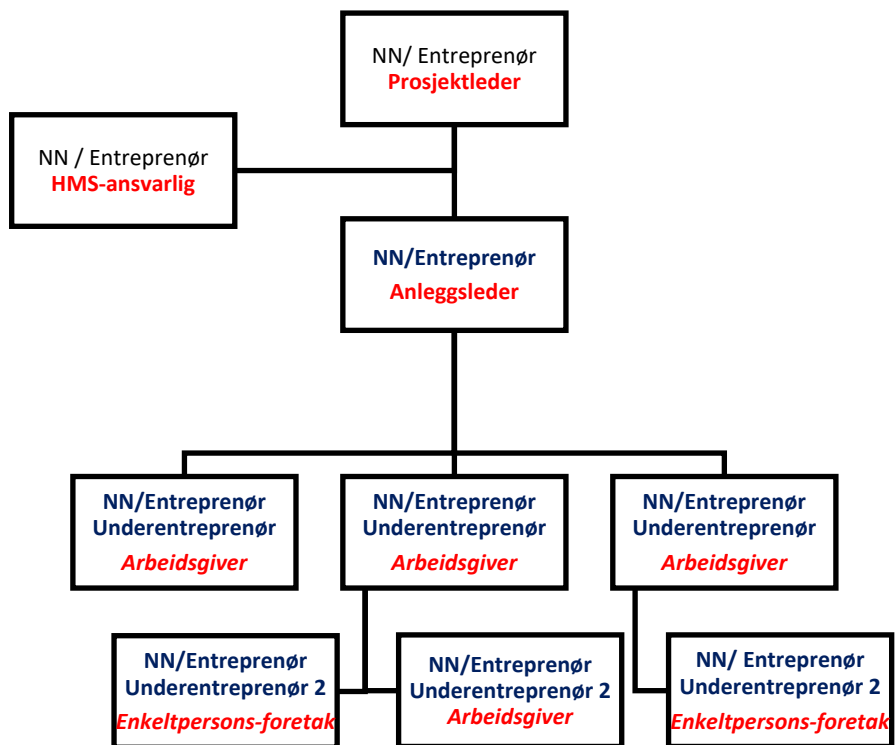 NN/ Entreprenør
Prosjektleder
NN / Entreprenør
HMS-ansvarlig
NN/Entreprenør
Anleggsleder
NN/Entreprenør
Underentreprenør
Arbeidsgiver
NN/Entreprenør
Underentreprenør
Arbeidsgiver
NN/Entreprenør
Underentreprenør
Arbeidsgiver
NN/Entreprenør
Underentreprenør 2
Enkeltpersons-foretak
NN/Entreprenør
Underentreprenør 2
Arbeidsgiver
NN/ Entreprenør
Underentreprenør 2
Enkeltpersons-foretak